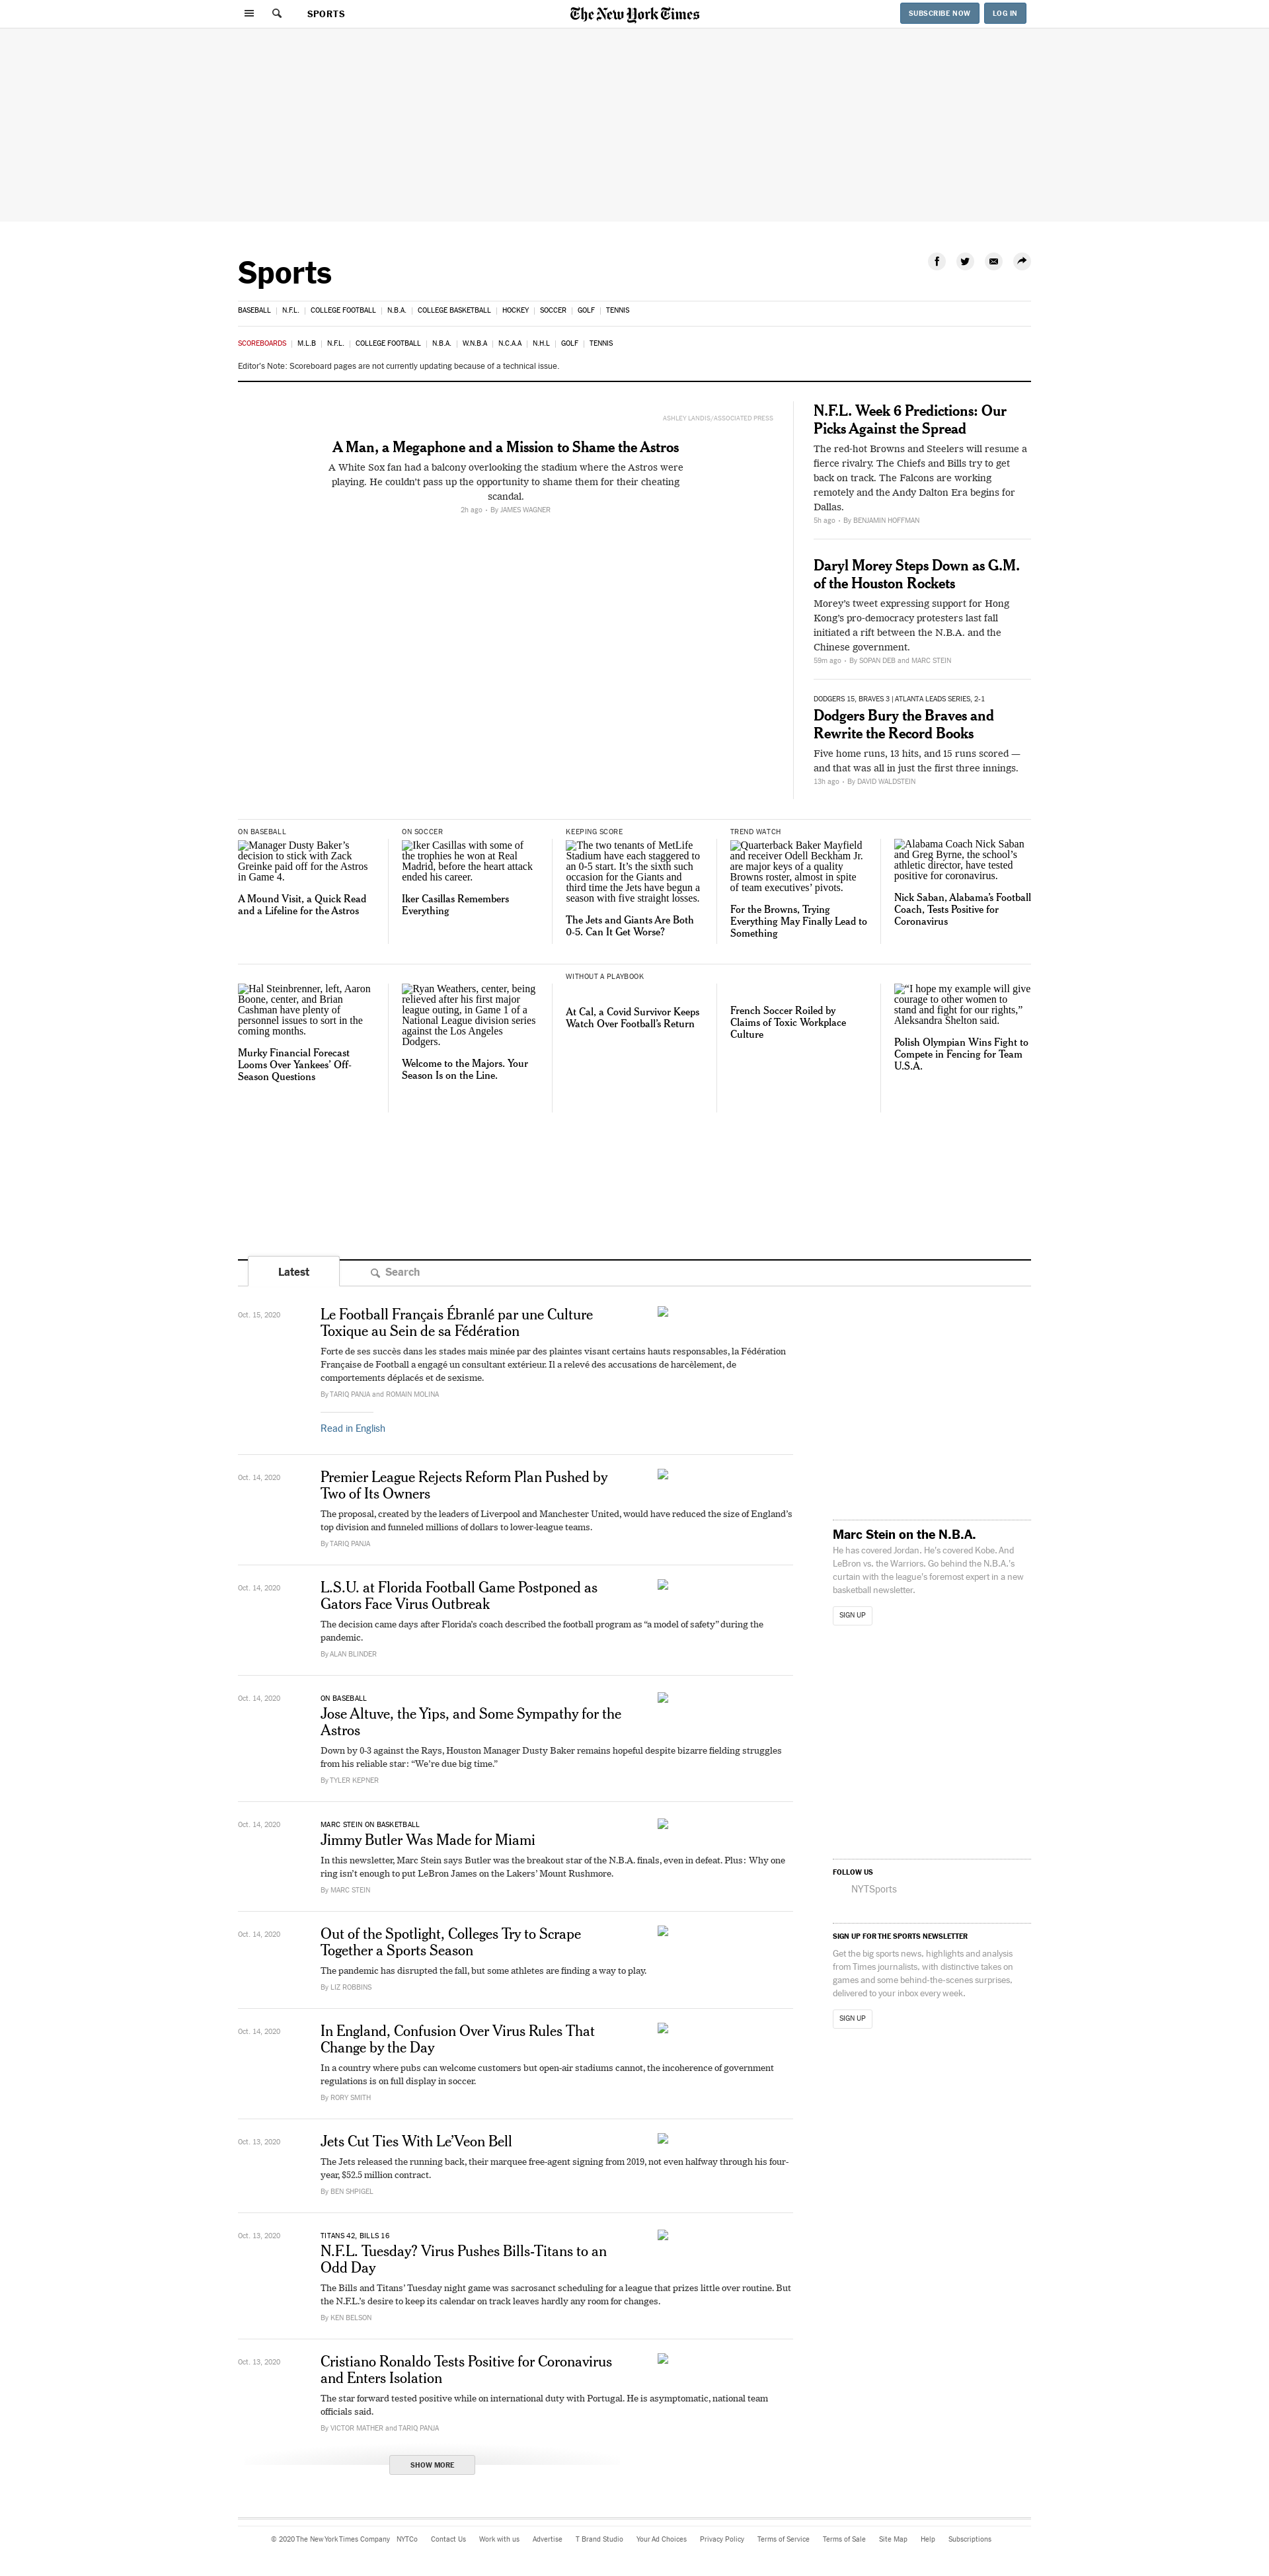 SPORTS
The New York Times
SUBSCRIBE NOW
LOG IN
Sports
BASEBALL | N.F.L. | COLLEGE FOOTBALL | N.B.A. | COLLEGE BASKETBALL | HOCKEY | SOCCER | GOLF | TENNIS
SCOREBOARDS | M.L.B | N.F.L. | COLLEGE FOOTBALL | N.B.A. | W.N.B.A | N.C.A.A | N.H.L | GOLF | TENNIS
Editor's Note: Scoreboard pages are not currently updating because of a technical issue.
ASHLEY LANDIS/ASSOCIATED PRESS
A Man, a Megaphone and a Mission to Shame the Astros
A White Sox fan had a balcony overlooking the stadium where the Astros were
playing. He couldn't pass up the opportunity to shame them for their cheating
scandal.
2h ago • By JAMES WAGNER
N.F.L. Week 6 Predictions: Our
Picks Against the Spread
The red-hot Browns and Steelers will resume a
fierce rivalry. The Chiefs and Bills try to get
back on track. The Falcons are working
remotely and the Andy Dalton Era begins for
Dallas.
5h ago • By BENJAMIN HOFFMAN
Daryl Morey Steps Down as G.M.
of the Houston Rockets
Morey's tweet expressing support for Hong
Kong's pro-democracy protesters last fall
initiated a rift between the N.B.A. and the
Chinese government.
59m ago • By SOPAN DEB and MARC STEIN
DODGERS 15, BRAVES 3 | ATLANTA LEADS SERIES, 2-1
Dodgers Bury the Braves and
Rewrite the Record Books
Five home runs, 13 hits, and 15 runs scored —
and that was all in just the first three innings.
13h ago • By DAVID WALDSTEIN
ON BASEBALL
Manager Dusty Baker's
decision to stick with Zack
Greinke paid off for the Astros
in Game 4.
A Mound Visit, a Quick Read
and a Lifeline for the Astros
ON SOCCER
Iker Casillas with some of
the trophies he won at Real
Madrid, before the heart attack
ended his career.
Iker Casillas Remembers
Everything
KEEPING SCORE
The two tenants of MetLife
Stadium have each staggered to
an 0-5 start. It's the sixth such
occasion for the Giants and
third time the Jets have begun a
season with five straight losses.
The Jets and Giants Are Both
0-5. Can It Get Worse?
TREND WATCH
Quarterback Baker Mayfield
and receiver Odell Beckham Jr.
are major keys of a quality
Browns roster, almost in spite
of team executives' pivots.
For the Browns, Trying
Everything May Finally Lead to
Something
Alabama Coach Nick Saban
and Greg Byrne, the school's
athletic director, have tested
positive for coronavirus.
Nick Saban, Alabama's Football
Coach, Tests Positive for
Coronavirus
Hal Steinbrenner, left, Aaron
Boone, center, and Brian
Cashman have plenty of
personnel issues to sort in the
coming months.
Murky Financial Forecast
Looms Over Yankees' Off-
Season Questions
Ryan Weathers, center, being
relieved after his first major
league outing, in Game 1 of a
National League division series
against the Los Angeles
Dodgers.
Welcome to the Majors. Your
Season Is on the Line.
WITHOUT A PLAYBOOK
At Cal, a Covid Survivor Keeps
Watch Over Football's Return
French Soccer Roiled by
Claims of Toxic Workplace
Culture
"I hope my example will give
courage to other women to
stand and fight for our rights,"
Aleksandra Shelton said.
Polish Olympian Wins Fight to
Compete in Fencing for Team
U.S.A.
Latest
Search
Oct. 15, 2020
Le Football Français Ébranlé par une Culture
Toxique au Sein de sa Fédération
Forte de ses succès dans les stades mais minée par des plaintes visant certains hauts responsables, la Fédération
Française de Football a engagé un consultant extérieur. Il a relevé des accusations de harcèlement, de
comportements déplacés et de sexisme.
By TARIQ PANJA and ROMAIN MOLINA
Read in English
Oct. 14, 2020
Premier League Rejects Reform Plan Pushed by
Two of Its Owners
The proposal, created by the leaders of Liverpool and Manchester United, would have reduced the size of England's
top division and funneled millions of dollars to lower-league teams.
By TARIQ PANJA
Oct. 14, 2020
L.S.U. at Florida Football Game Postponed as
Gators Face Virus Outbreak
The decision came days after Florida's coach described the football program as "a model of safety" during the
pandemic.
By ALAN BLINDER
Oct. 14, 2020
ON BASEBALL
Jose Altuve, the Yips, and Some Sympathy for the
Astros
Down by 0-3 against the Rays, Houston Manager Dusty Baker remains hopeful despite bizarre fielding struggles
from his reliable star: "We're due big time."
By TYLER KEPNER
Oct. 14, 2020
MARC STEIN ON BASKETBALL
Jimmy Butler Was Made for Miami
In this newsletter, Marc Stein says Butler was the breakout star of the N.B.A. finals, even in defeat. Plus: Why one
ring isn't enough to put LeBron James on the Lakers' Mount Rushmore.
By MARC STEIN
Oct. 14, 2020
Out of the Spotlight, Colleges Try to Scrape
Together a Sports Season
The pandemic has disrupted the fall, but some athletes are finding a way to play.
By LIZ ROBBINS
Oct. 14, 2020
In England, Confusion Over Virus Rules That
Change by the Day
In a country where pubs can welcome customers but open-air stadiums cannot, the incoherence of government
regulations is on full display in soccer.
By RORY SMITH
Oct. 13, 2020
Jets Cut Ties With Le'Veon Bell
The Jets released the running back, their marquee free-agent signing from 2019, not even halfway through his four-
year, $52.5 million contract.
By BEN SHPIGEL
Oct. 13, 2020
TITANS 42, BILLS 16
N.F.L. Tuesday? Virus Pushes Bills-Titans to an
Odd Day
The Bills and Titans' Tuesday night game was sacrosanct scheduling for a league that prizes little over routine. But
the N.F.L.'s desire to keep its calendar on track leaves hardly any room for changes.
By KEN BELSON
Oct. 13, 2020
Cristiano Ronaldo Tests Positive for Coronavirus
and Enters Isolation
The star forward tested positive while on international duty with Portugal. He is asymptomatic, national team
officials said.
By VICTOR MATHER and TARIQ PANJA
SHOW MORE
Marc Stein on the N.B.A.
He has covered Jordan. He's covered Kobe. And
LeBron vs. the Warriors. Go behind the N.B.A.'s
curtain with the league's foremost expert in a new
basketball newsletter.
SIGN UP
FOLLOW US
NYTSports
SIGN UP FOR THE SPORTS NEWSLETTER
Get the big sports news, highlights and analysis
from Times journalists, with distinctive takes on
games and some behind-the-scenes surprises,
delivered to your inbox every week.
SIGN UP
© 2020 The New York Times Company NYTCo Contact Us Work with us Advertise T Brand Studio Your Ad Choices Privacy Policy Terms of Service Terms of Sale Site Map Help Subscriptions